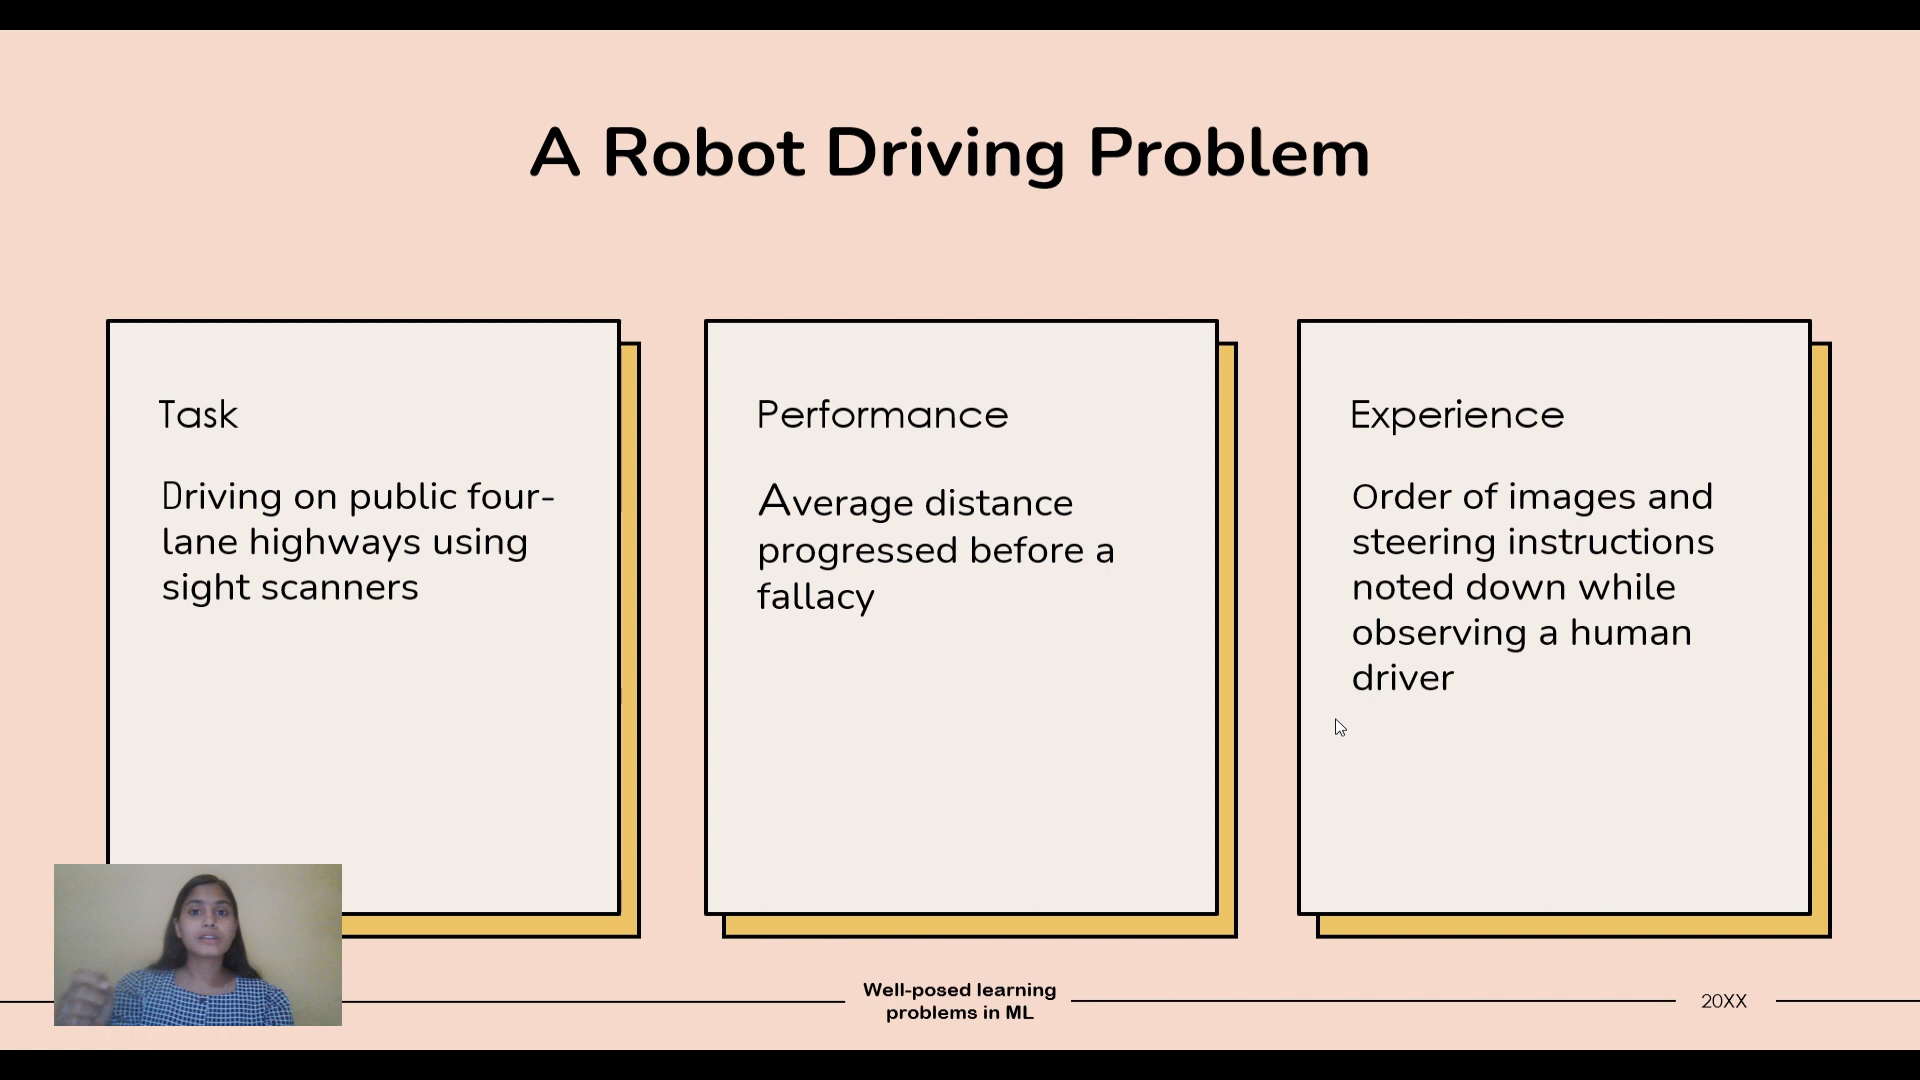 A Robot Driving Problem
Task
Driving on public four-
lane highways using
sight scanners
Performance
Average distance
progressed before a
fallacy
Experience
Order of images and
steering instructions
noted down while
observing a human
driver
Well-posed learning
problems in ML
20XX